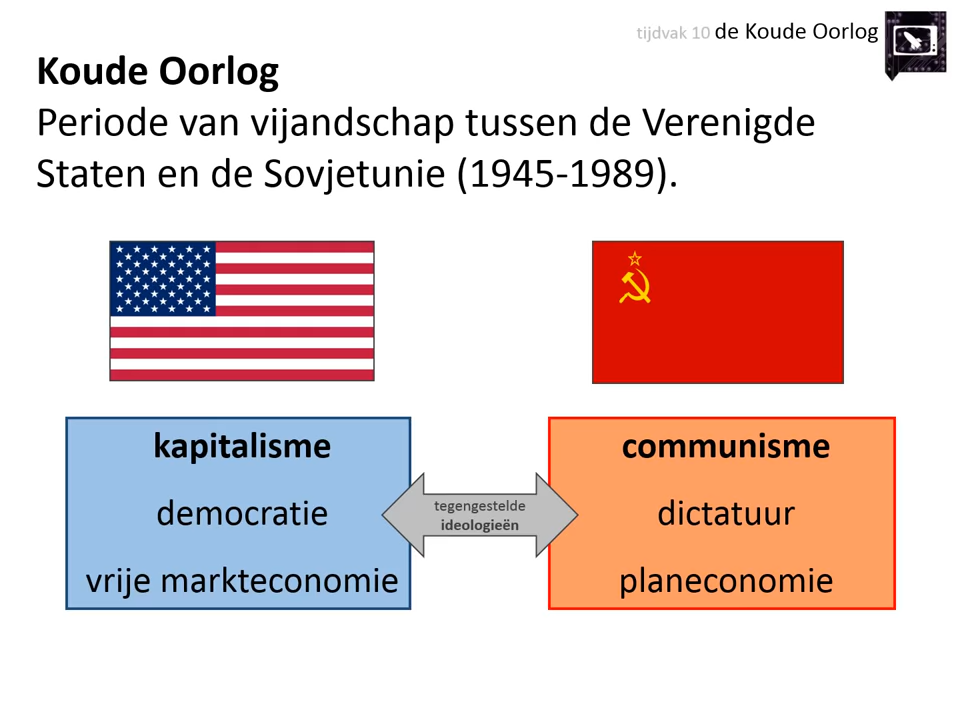 tijdvak 10 de Koude Oorlog
Koude Oorlog
Periode van vijandschap tussen de Verenigde
Staten en de Sovjetunie (1945-1989).
kapitalisme
democratie
vrije markteconomie
tegengestelde
ideologieën
communisme
dictatuur
planeconomie